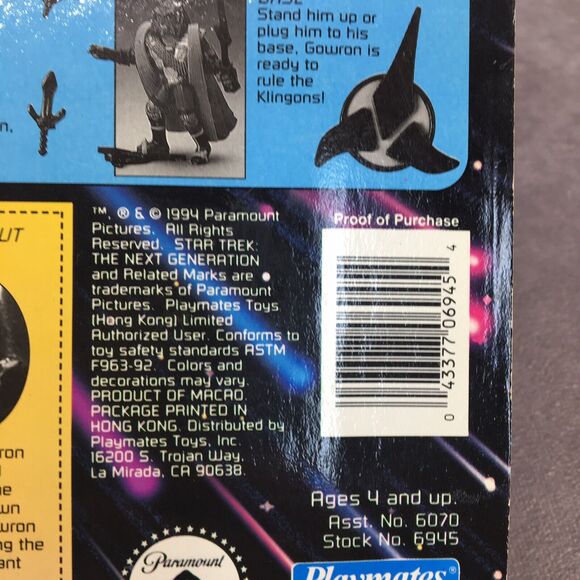 BASE
Stand him up or
plug him to his
base, Gowron is
ready to
rule the
Klingons!
n.
™, ® & © 1994 Paramount
Pictures. All Rights
Reserved. STAR TREK:
THE NEXT GENERATION
and Related Marks are
trademarks of Paramount
Pictures. Playmates Toys
(Hong Kong) Limited
Authorized User. Conforms to
toy safety standards ASTM
F963-92. Colors and
decorations may vary.
PRODUCT OF MACAO.
PACKAGE PRINTED IN
HONG KONG. Distributed by
Playmates Toys, Inc.
16200 S. Trojan Way,
La Mirada, CA 90638.
Proof of Purchase
0 43377 06945 4
UT
ron
d
e
wn
wron
ng the
ant
Ages 4 and up.
Asst. No. 6070
Stock No. 6945
Paramount
Playmates